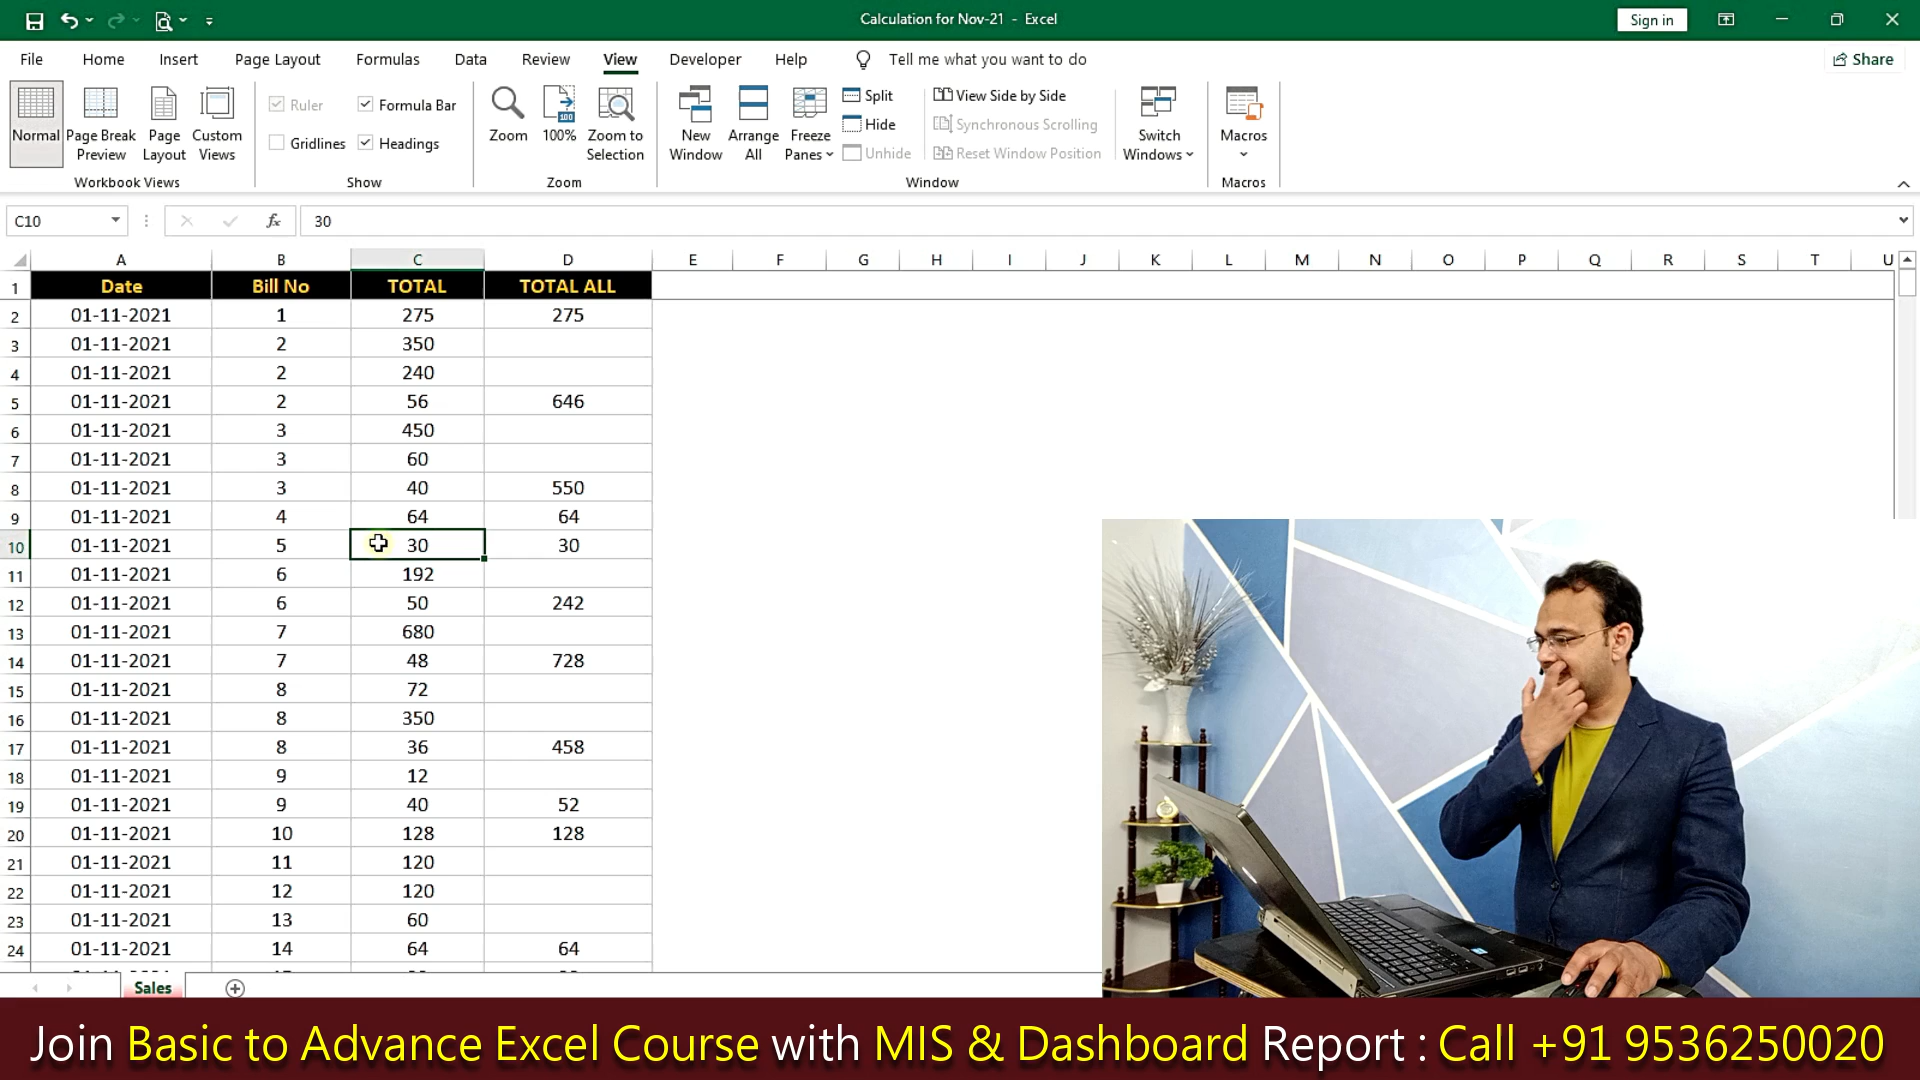 Calculation for Nov-21 - Excel
Sign in
File Home Insert Page Layout Formulas Data Review View Developer Help Tell me what you want to do Share
Normal
Page Break Preview
Page Layout
Custom Views
Workbook Views
Ruler
Formula Bar
Gridlines
Headings
Show
Zoom
100
100%
Zoom to Selection
Zoom
New Window
Arrange All
Freeze Panes
Split
Hide
Unhide
View Side by Side
Synchronous Scrolling
Reset Window Position
Switch Windows
Window
Macros
Macros
C10 fx 30
A B C D E F G H I J K L M N O P Q R S T U
1 Date Bill No TOTAL TOTAL ALL
2 01-11-2021 1 275 275
3 01-11-2021 2 350
4 01-11-2021 2 240
5 01-11-2021 2 56 646
6 01-11-2021 3 450
7 01-11-2021 3 60
8 01-11-2021 3 40 550
9 01-11-2021 4 64 64
10 01-11-2021 5 30 30
11 01-11-2021 6 192
12 01-11-2021 6 50 242
13 01-11-2021 7 680
14 01-11-2021 7 48 728
15 01-11-2021 8 72
16 01-11-2021 8 350
17 01-11-2021 8 36 458
18 01-11-2021 9 12
19 01-11-2021 9 40 52
20 01-11-2021 10 128 128
21 01-11-2021 11 120
22 01-11-2021 12 120
23 01-11-2021 13 60
24 01-11-2021 14 64 64
Sales
Join Basic to Advance Excel Course with MIS & Dashboard Report : Call +91 9536250020